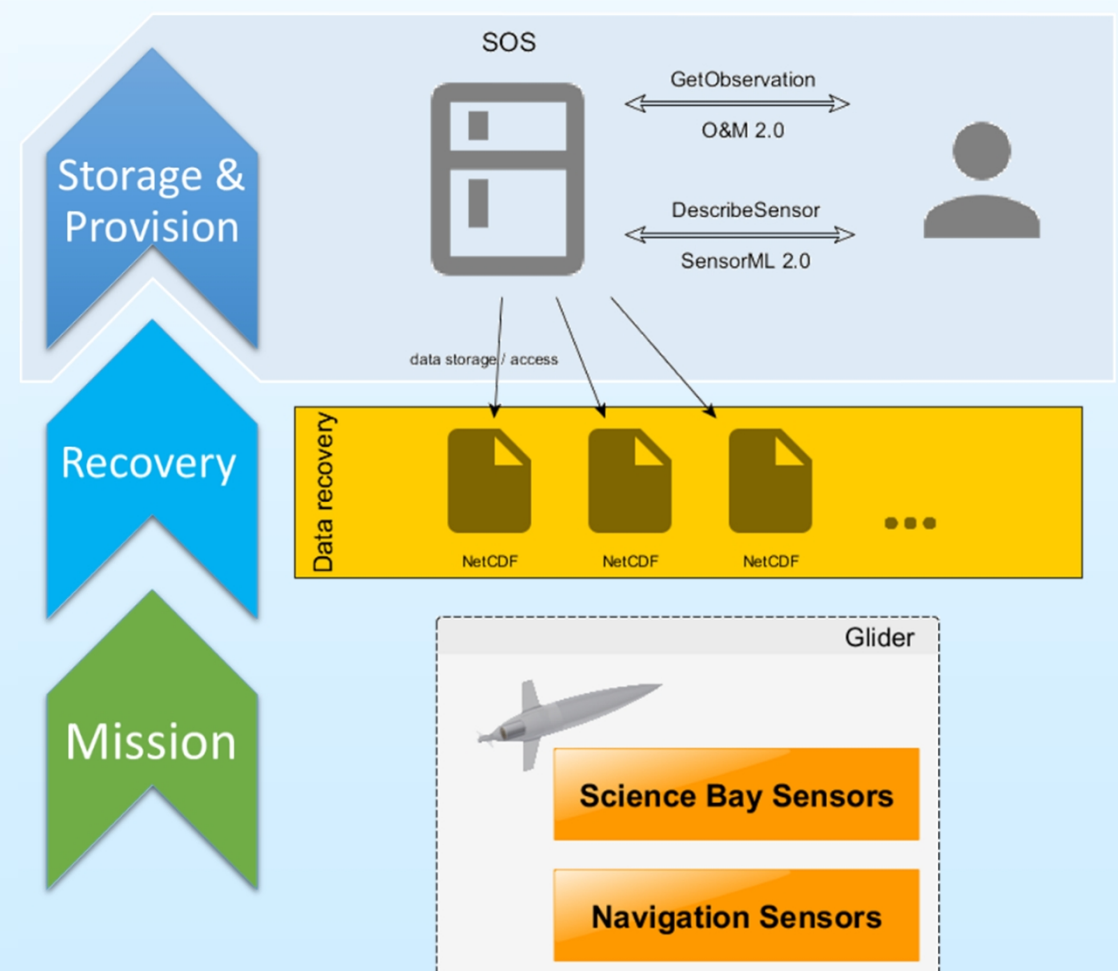 SOS
GetObservation
O&M 2.0
Storage &
Provision
DescribeSensor
SensorML 2.0
data storage / access
Recovery
Data recovery
NetCDF
NetCDF
NetCDF
...
Glider
Mission
Science Bay Sensors
Navigation Sensors